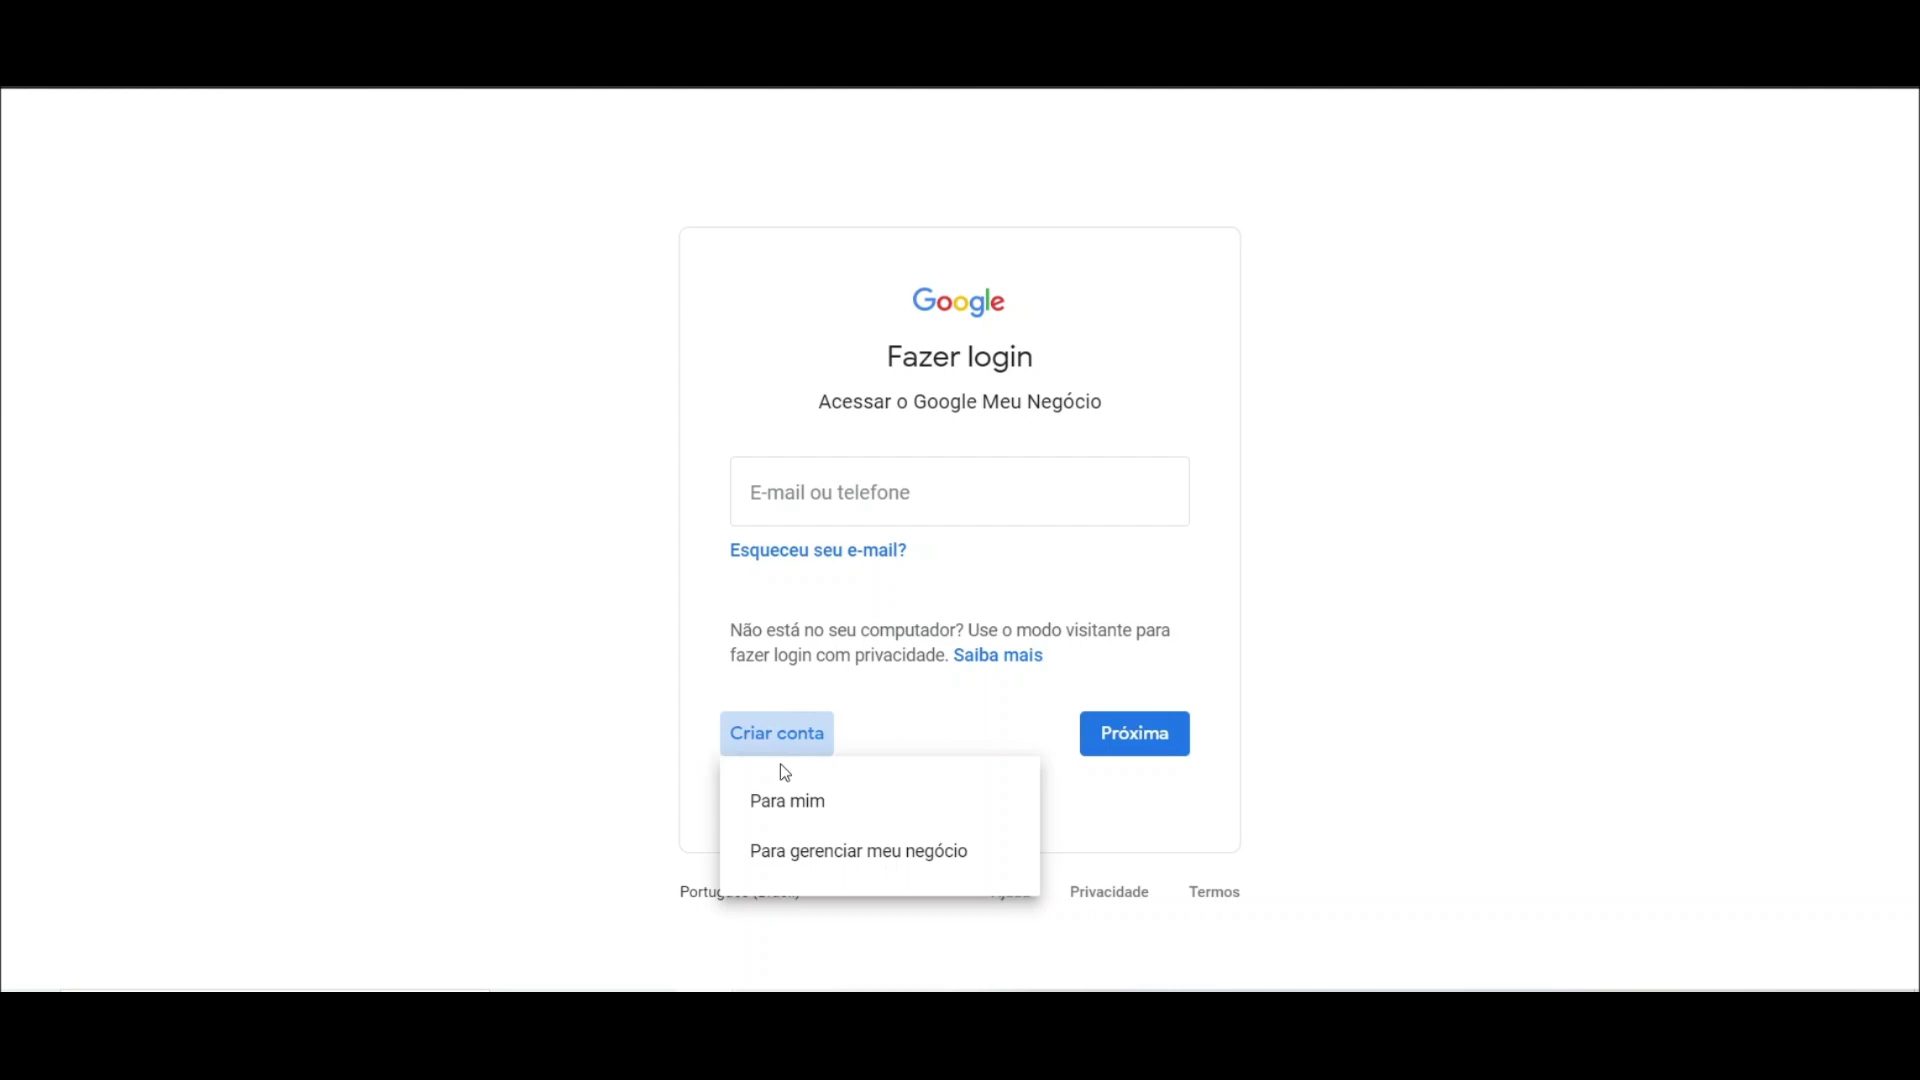 Google
Fazer login
Acessar o Google Meu Negócio
E-mail ou telefone
Esqueceu seu e-mail?
Não está no seu computador? Use o modo visitante para
fazer login com privacidade. Saiba mais
Criar conta
Próxima
Para mim
Para gerenciar meu negócio
Privacidade
Termos